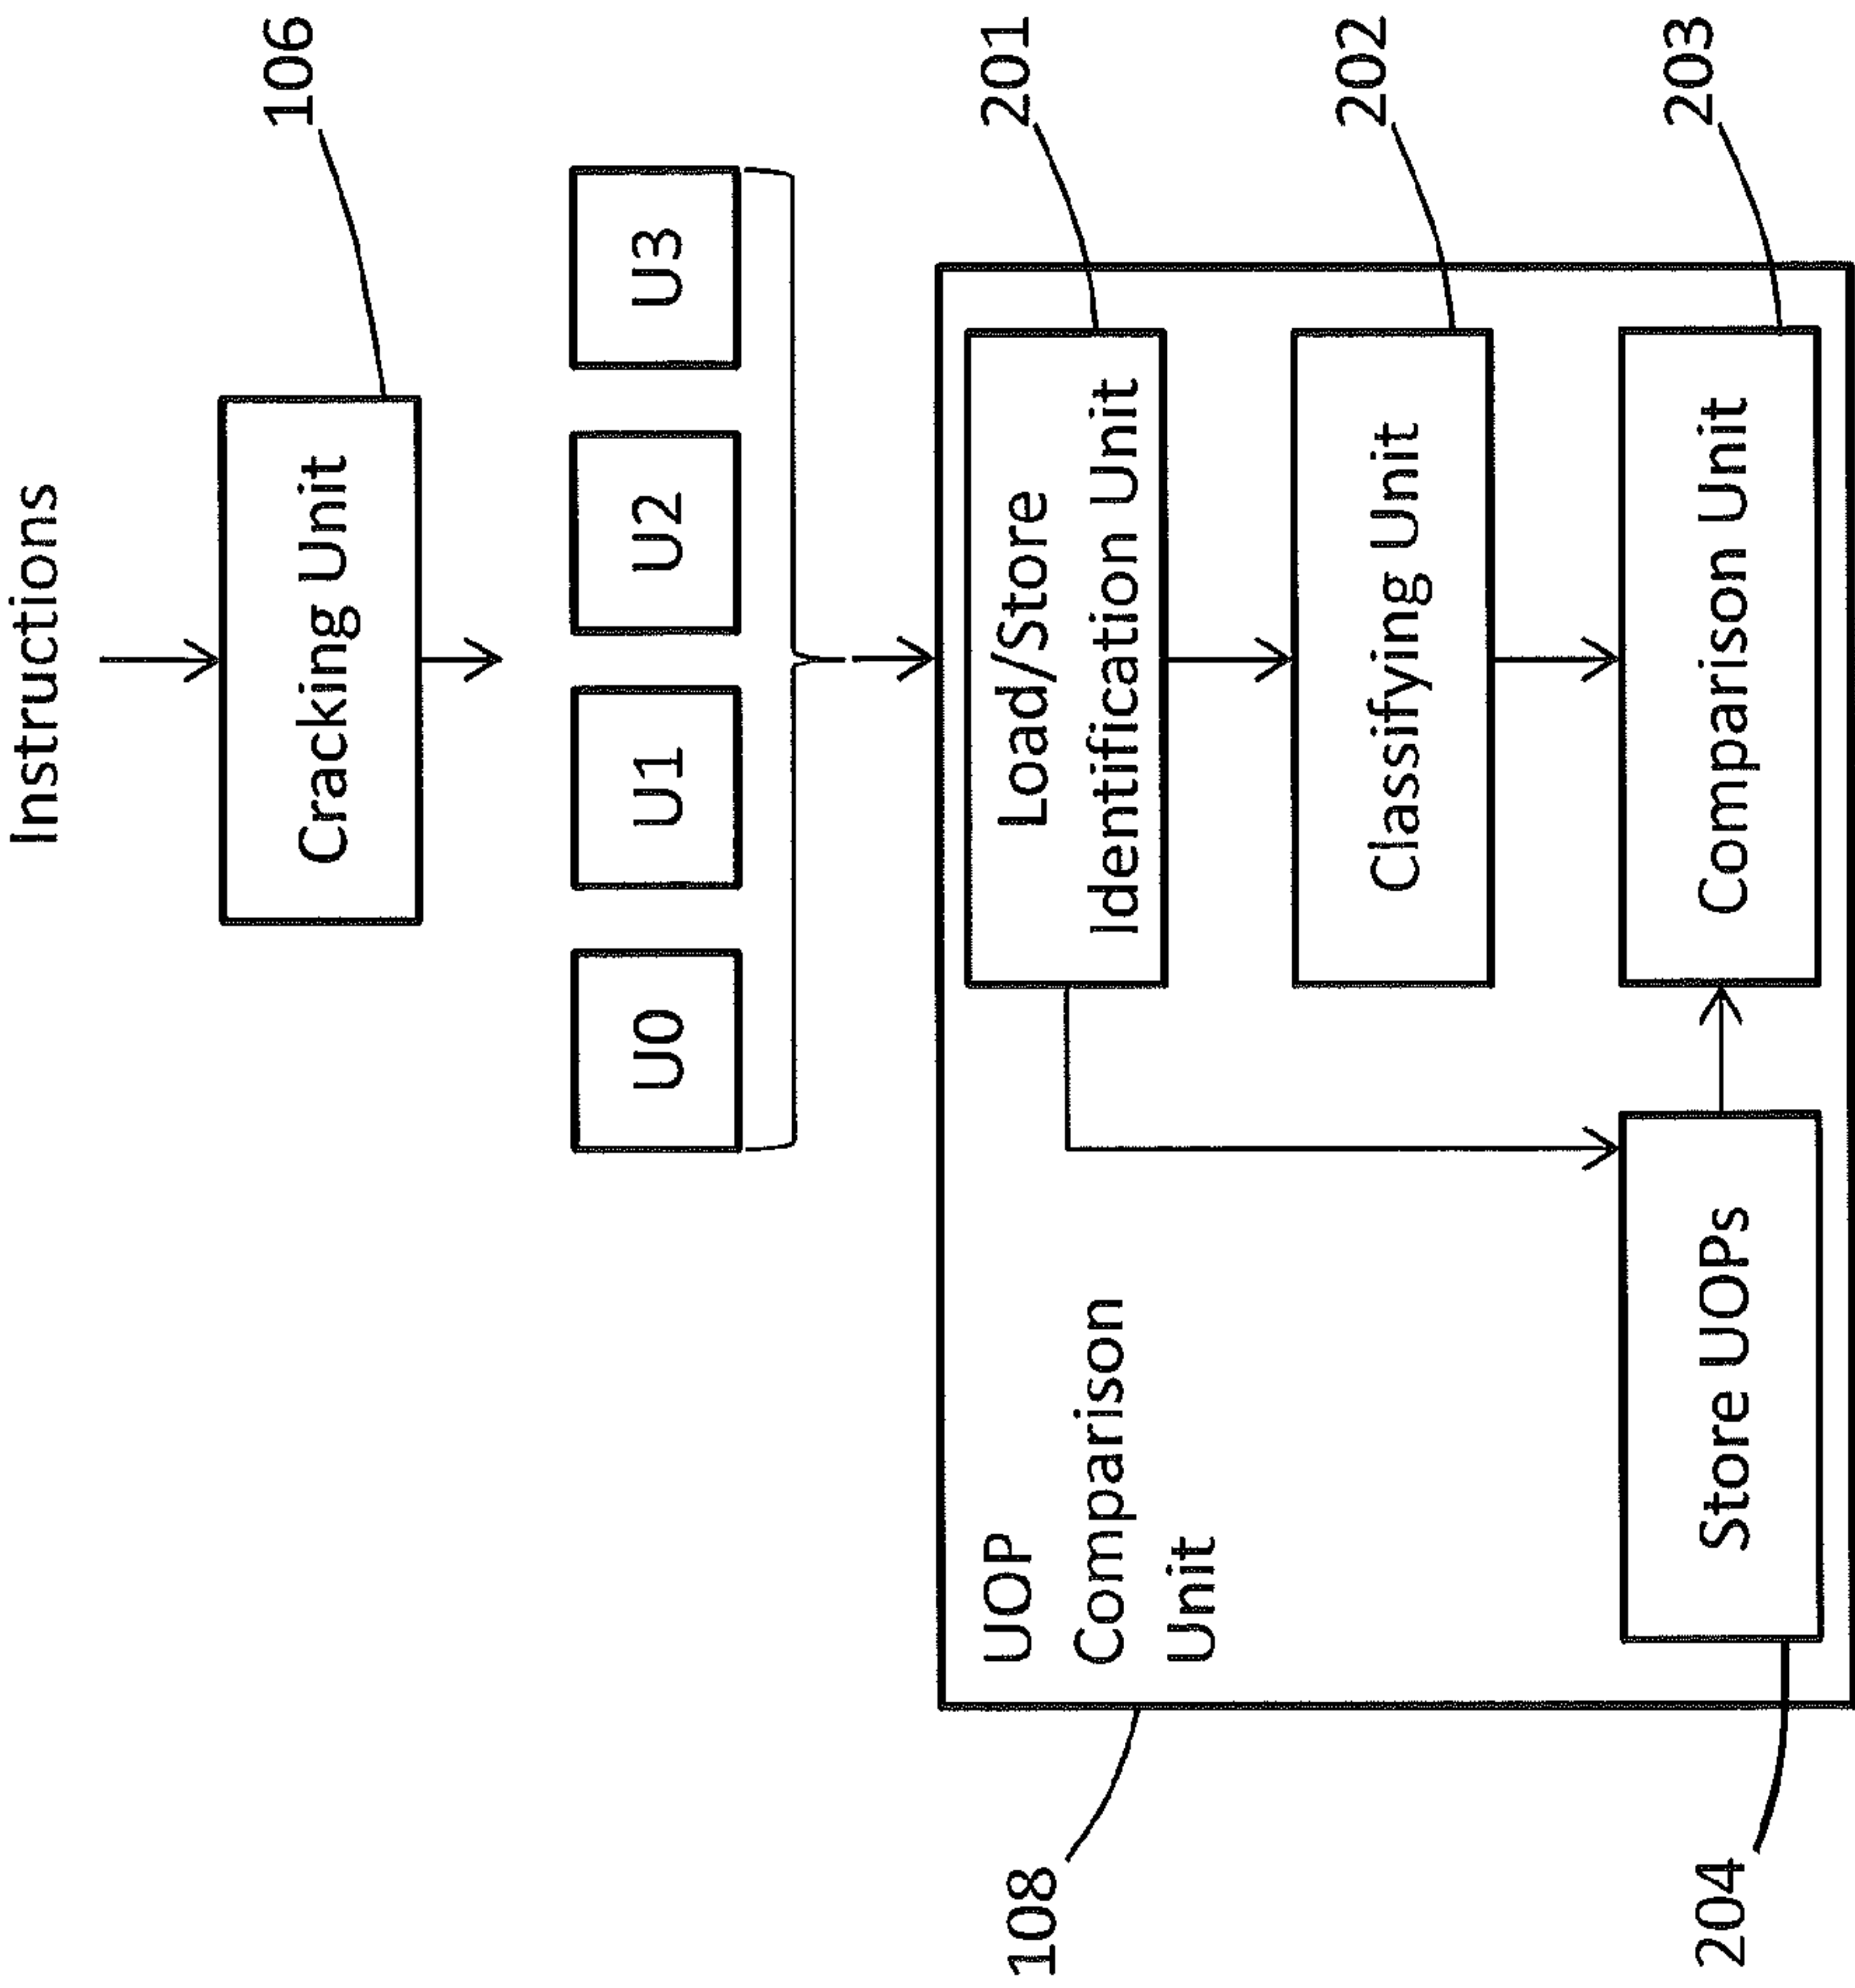 Instructions
Cracking Unit
106
U0
U1
U2
U3
UOP
Comparison
Unit
108
Load/Store
Identification Unit
201
Classifying Unit
202
Store UOPs
204
Comparison Unit
203